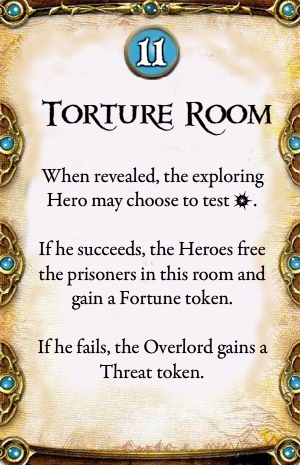 11
Torture Room
When revealed, the exploring
Hero may choose to test .
If he succeeds, the Heroes free
the prisoners in this room and
gain a Fortune token.
If he fails, the Overlord gains a
Threat token.